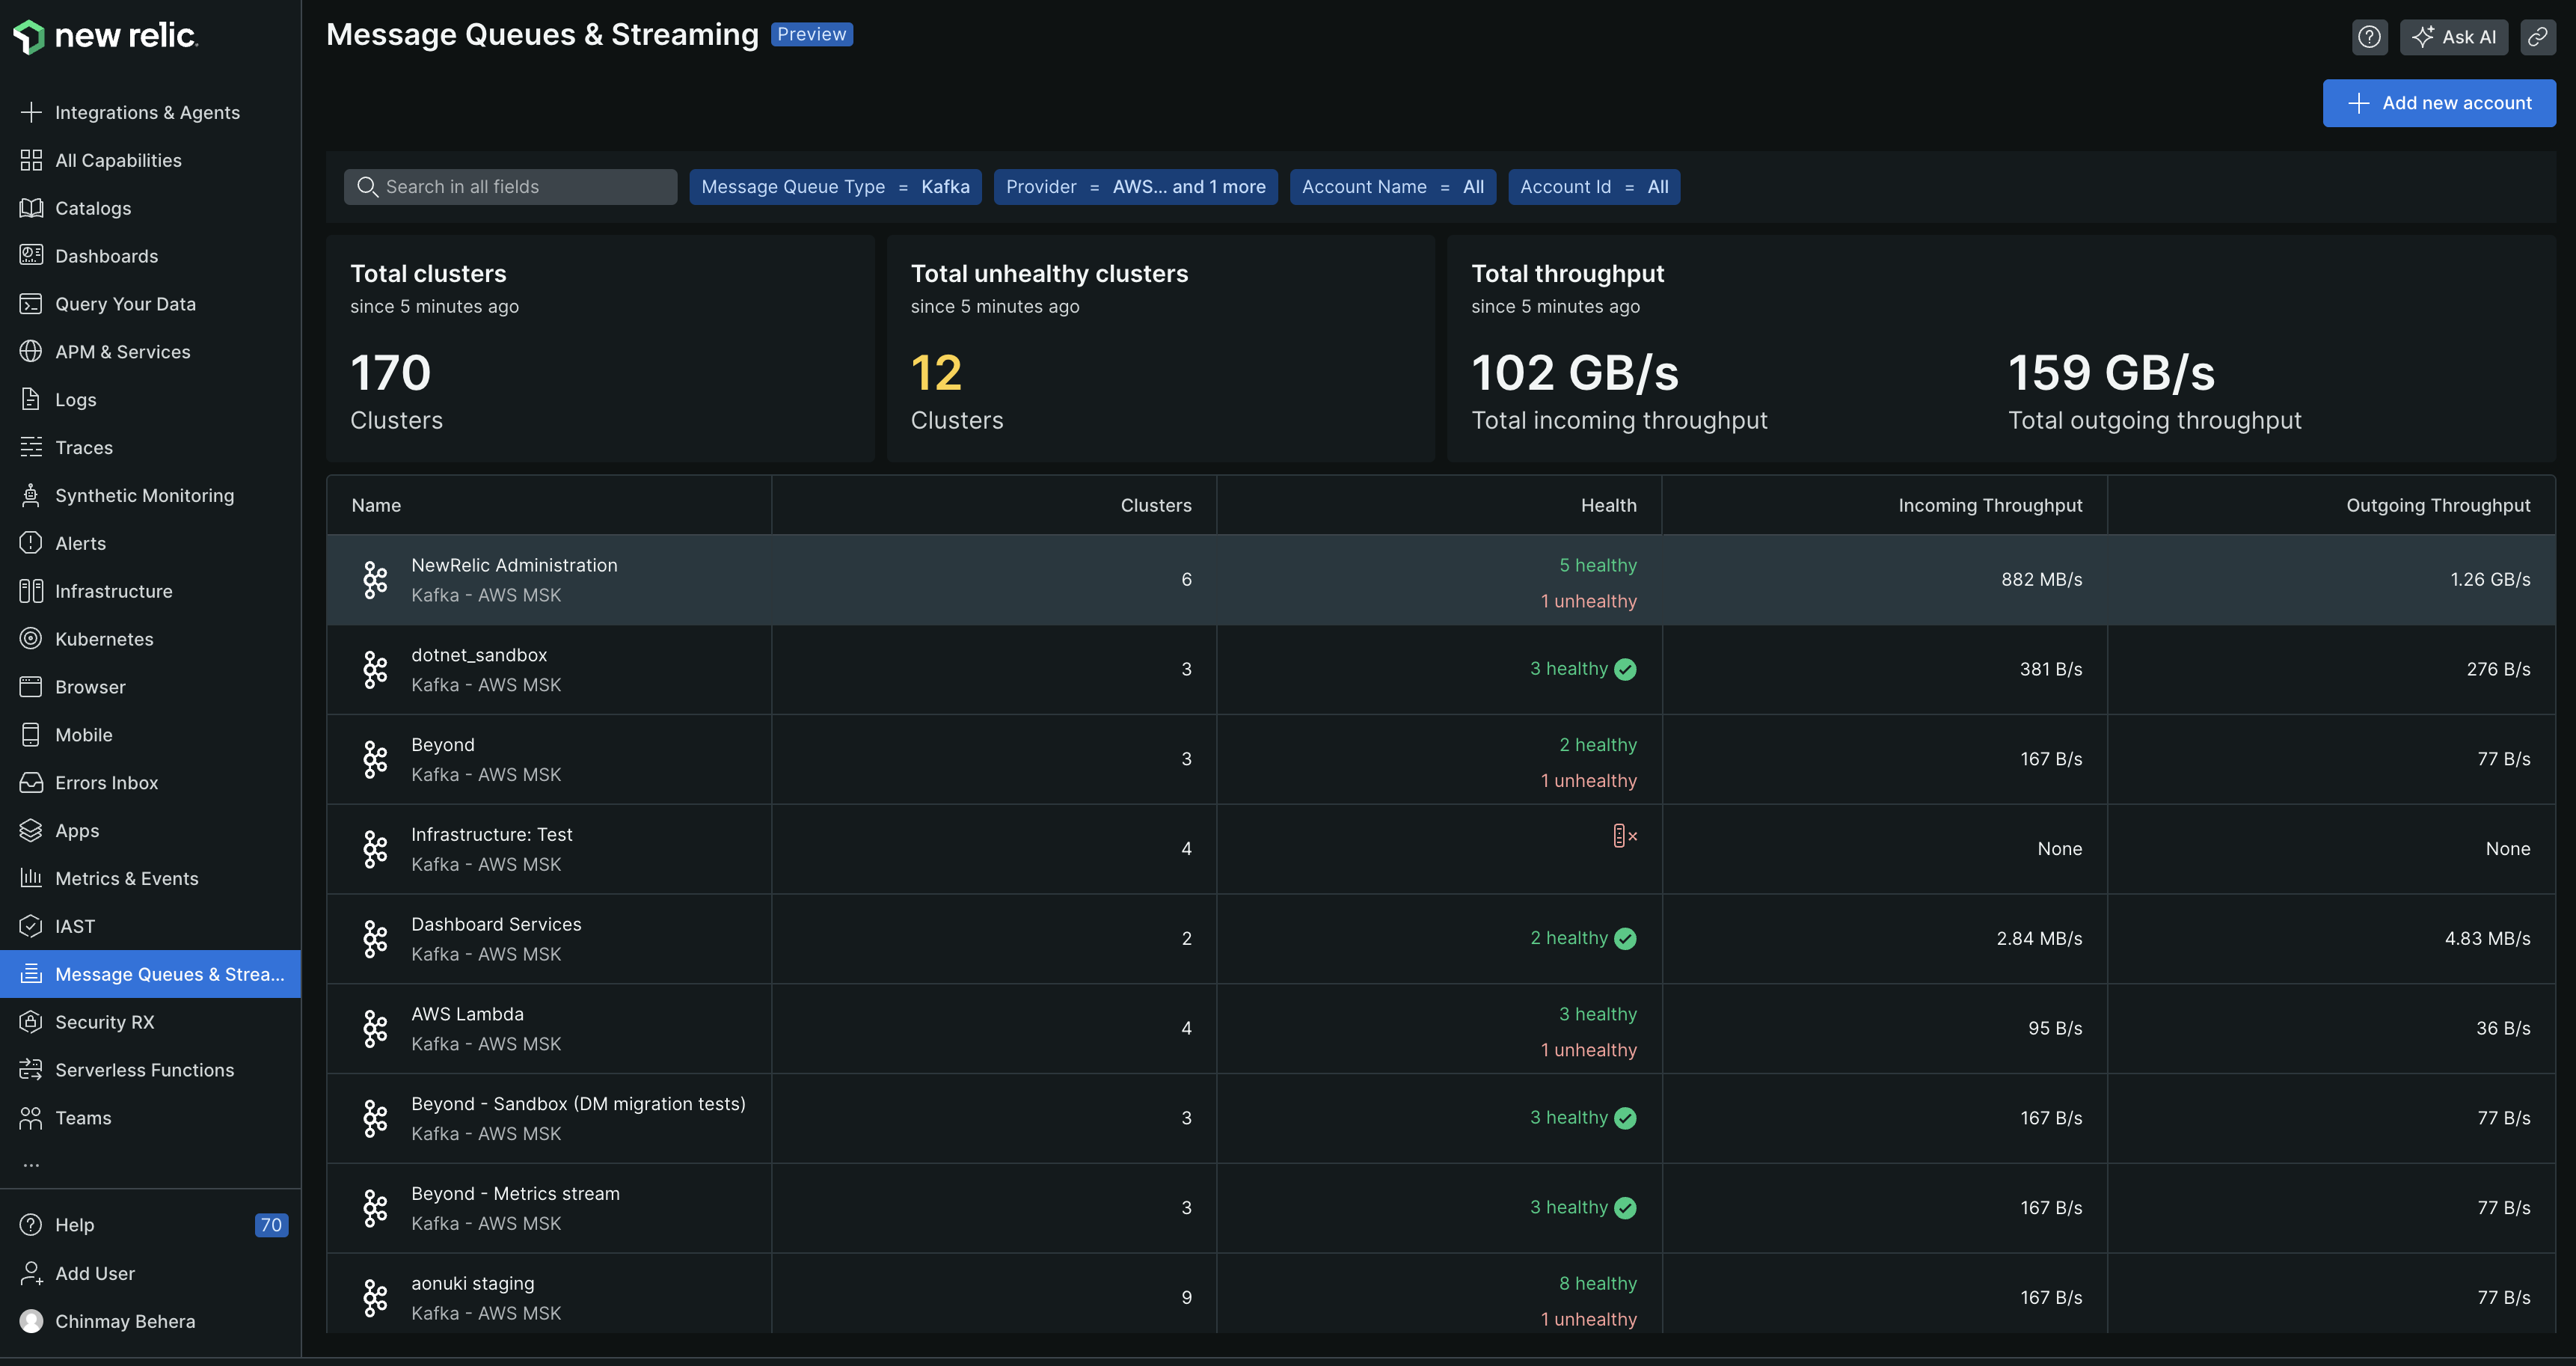 new relic.
Integrations & Agents
All Capabilities
Catalogs
Dashboards
Query Your Data
APM & Services
Logs
Traces
Synthetic Monitoring
Alerts
Infrastructure
Kubernetes
Browser
Mobile
Errors Inbox
Apps
Metrics & Events
IAST
Message Queues & Strea...
Security RX
Serverless Functions
Teams
...
Help 70
Add User
Chinmay Behera
Message Queues & Streaming Preview
Ask AI
Add new account
Search in all fields Message Queue Type = Kafka Provider = AWS... and 1 more Account Name = All Account Id = All
Total clusters
since 5 minutes ago
170
Clusters
Total unhealthy clusters
since 5 minutes ago
12
Clusters
Total throughput
since 5 minutes ago
102 GB/s
Total incoming throughput
159 GB/s
Total outgoing throughput
Name Clusters Health Incoming Throughput Outgoing Throughput
NewRelic Administration
Kafka - AWS MSK
6
5 healthy
1 unhealthy
882 MB/s
1.26 GB/s
dotnet_sandbox
Kafka - AWS MSK
3
3 healthy
381 B/s
276 B/s
Beyond
Kafka - AWS MSK
3
2 healthy
1 unhealthy
167 B/s
77 B/s
Infrastructure: Test
Kafka - AWS MSK
4
None
None
Dashboard Services
Kafka - AWS MSK
2
2 healthy
2.84 MB/s
4.83 MB/s
AWS Lambda
Kafka - AWS MSK
4
3 healthy
1 unhealthy
95 B/s
36 B/s
Beyond - Sandbox (DM migration tests)
Kafka - AWS MSK
3
3 healthy
167 B/s
77 B/s
Beyond - Metrics stream
Kafka - AWS MSK
3
3 healthy
167 B/s
77 B/s
aonuki staging
Kafka - AWS MSK
9
8 healthy
1 unhealthy
167 B/s
77 B/s